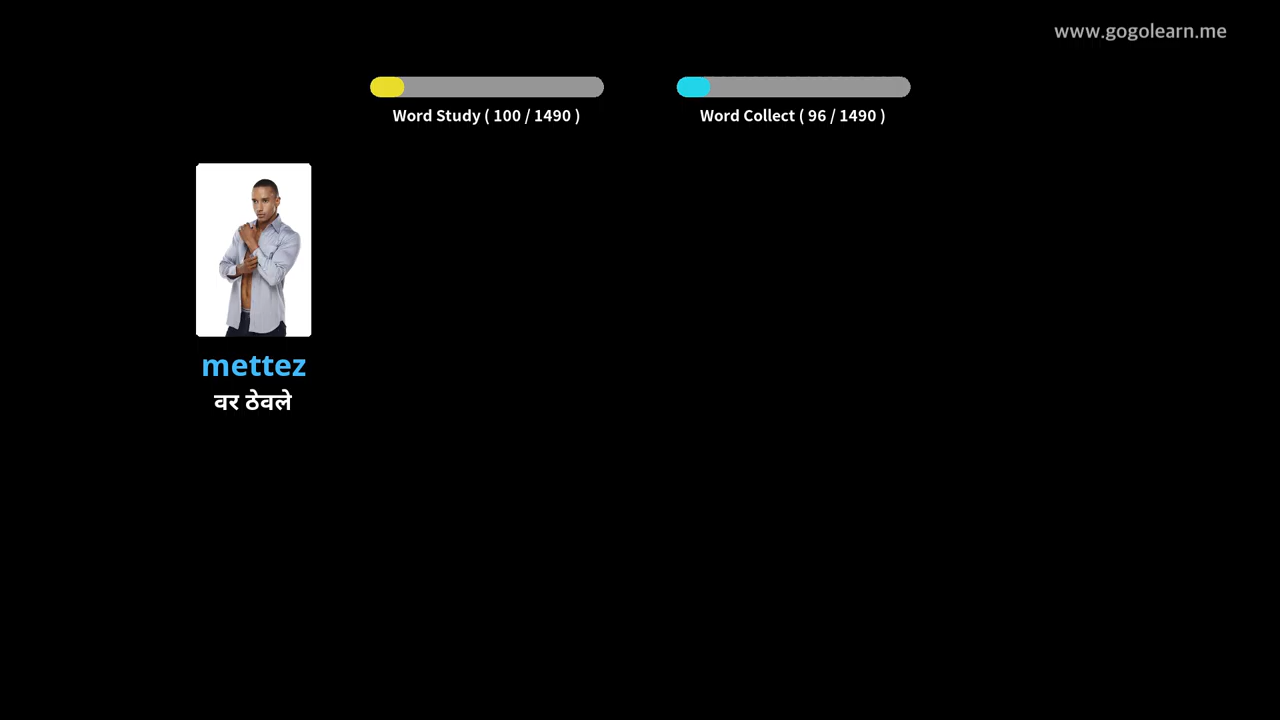 www.gogolearn.me
Word Study ( 100 / 1490 )
Word Collect ( 96 / 1490 )
mettez
वर ठेवले